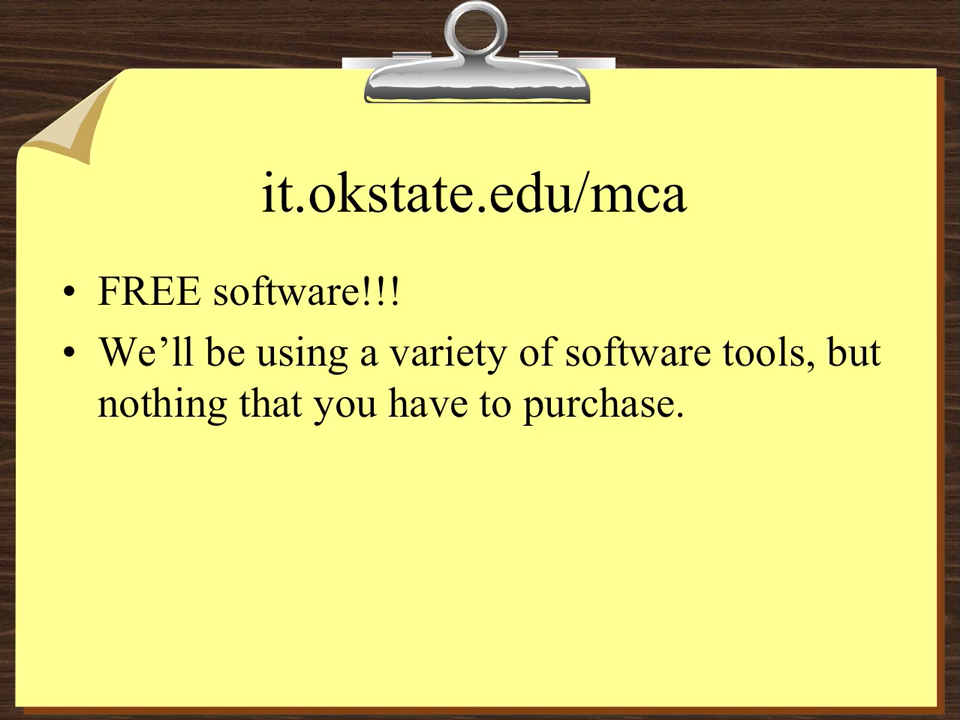 it.okstate.edu/mca
• FREE software!!!
• We’ll be using a variety of software tools, but
nothing that you have to purchase.